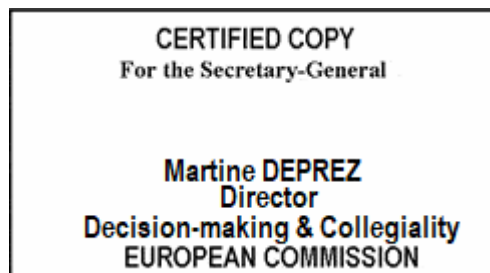 CERTIFIED COPY
For the Secretary-General
Martine DEPREZ
Director
Decision-making & Collegiality
EUROPEAN COMMISSION